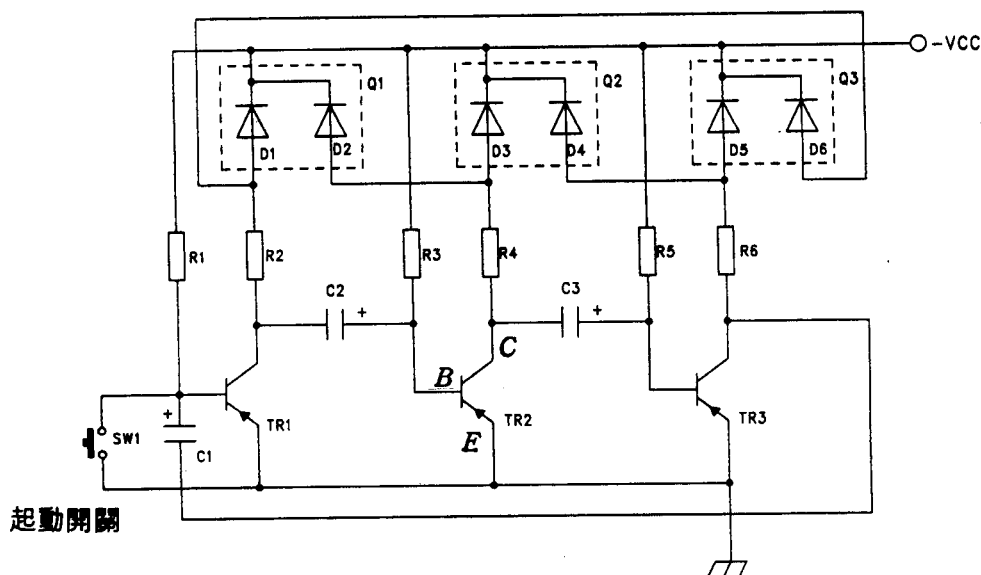 -VCC
Q1
Q2
Q3
D1
D2
D3
D4
D5
D6
R1
R2
R3
R4
R5
R6
C2
+
C3
+
C
B
TR1
TR2
TR3
E
+
SW1
C1
起動開關